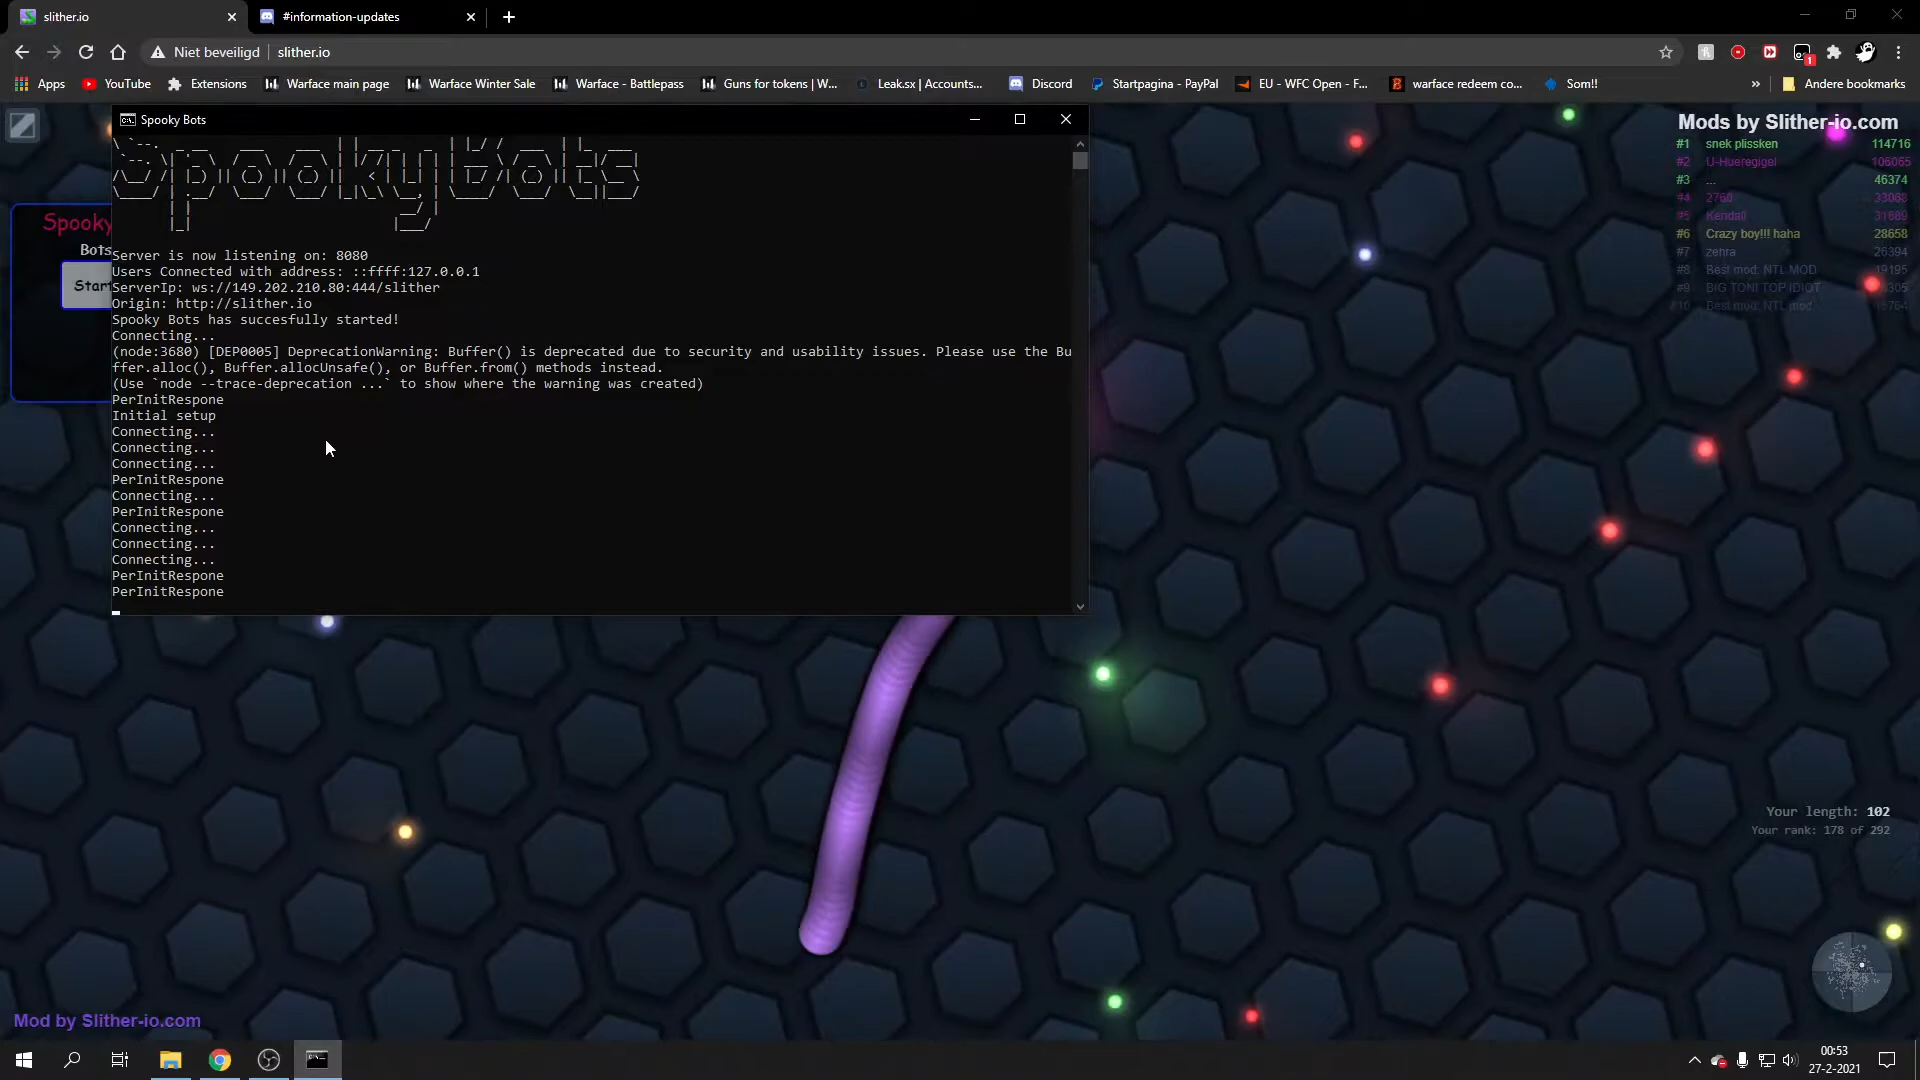 slither.io
#information-updates
Niet beveiligd
slither.io
1
Apps
YouTube
Extensions
Warface main page
Warface Winter Sale
Warface - Battlepass
Guns for tokens | W...
Leak.sx | Accounts...
Discord
Startpagina - PayPal
EU - WFC Open - F...
warface redeem co...
Som!!
»
Andere bookmarks
Spooky Bots
Server is now listening on: 8080
Users Connected with address: ::ffff:127.0.0.1
ServerIp: ws://149.202.210.80:444/slither
Origin: http://slither.io
Spooky Bots has succesfully started!
Connecting...
(node:3680) [DEP0005] DeprecationWarning: Buffer() is deprecated due to security and usability issues. Please use the Bu
ffer.alloc(), Buffer.allocUnsafe(), or Buffer.from() methods instead.
(Use `node --trace-deprecation ...` to show where the warning was created)
PerInitRespone
Initial setup
Connecting...
Connecting...
Connecting...
PerInitRespone
Connecting...
PerInitRespone
Connecting...
Connecting...
Connecting...
PerInitRespone
PerInitRespone
Spooky
Bots
Start
Mods by Slither-io.com
#1 snek plissken 114716
#2 U-Hueregigel 106065
#3 ... 46374
#4 2760 33068
#5 Kendall 31889
#6 Crazy boy!!! haha 28658
#7 zehra 26394
#8 Best mod: NTL MOD 19195
#9 BIG TONI TOP IDIOT
#10 Best mod: NTL mod
Your length: 102
Your rank: 178 of 292
Mod by Slither-io.com
00:53
27-2-2021